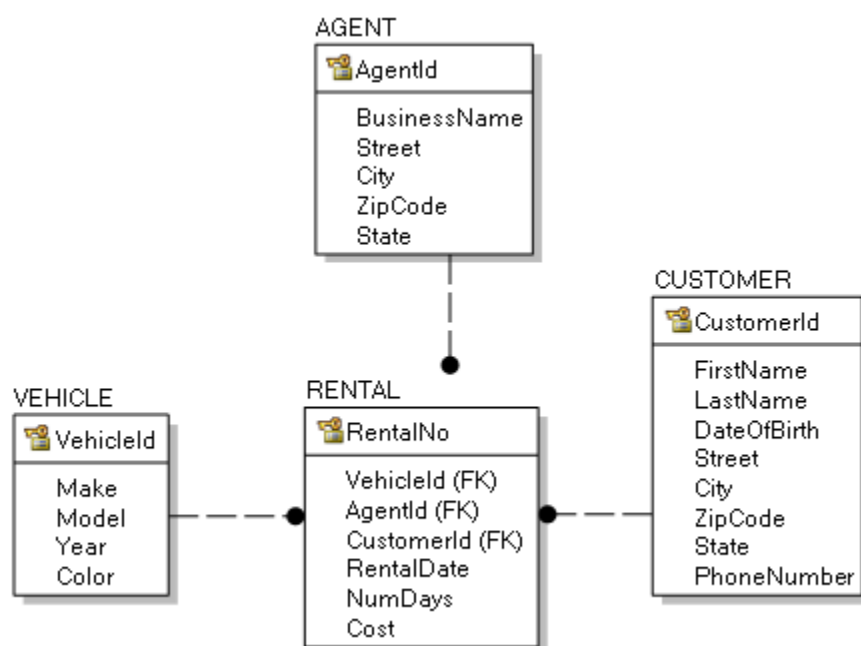 AGENT
AgentId
BusinessName
Street
City
ZipCode
State
CUSTOMER
CustomerId
FirstName
LastName
DateOfBirth
Street
City
ZipCode
State
PhoneNumber
VEHICLE
VehicleId
Make
Model
Year
Color
RENTAL
RentalNo
VehicleId (FK)
AgentId (FK)
CustomerId (FK)
RentalDate
NumDays
Cost